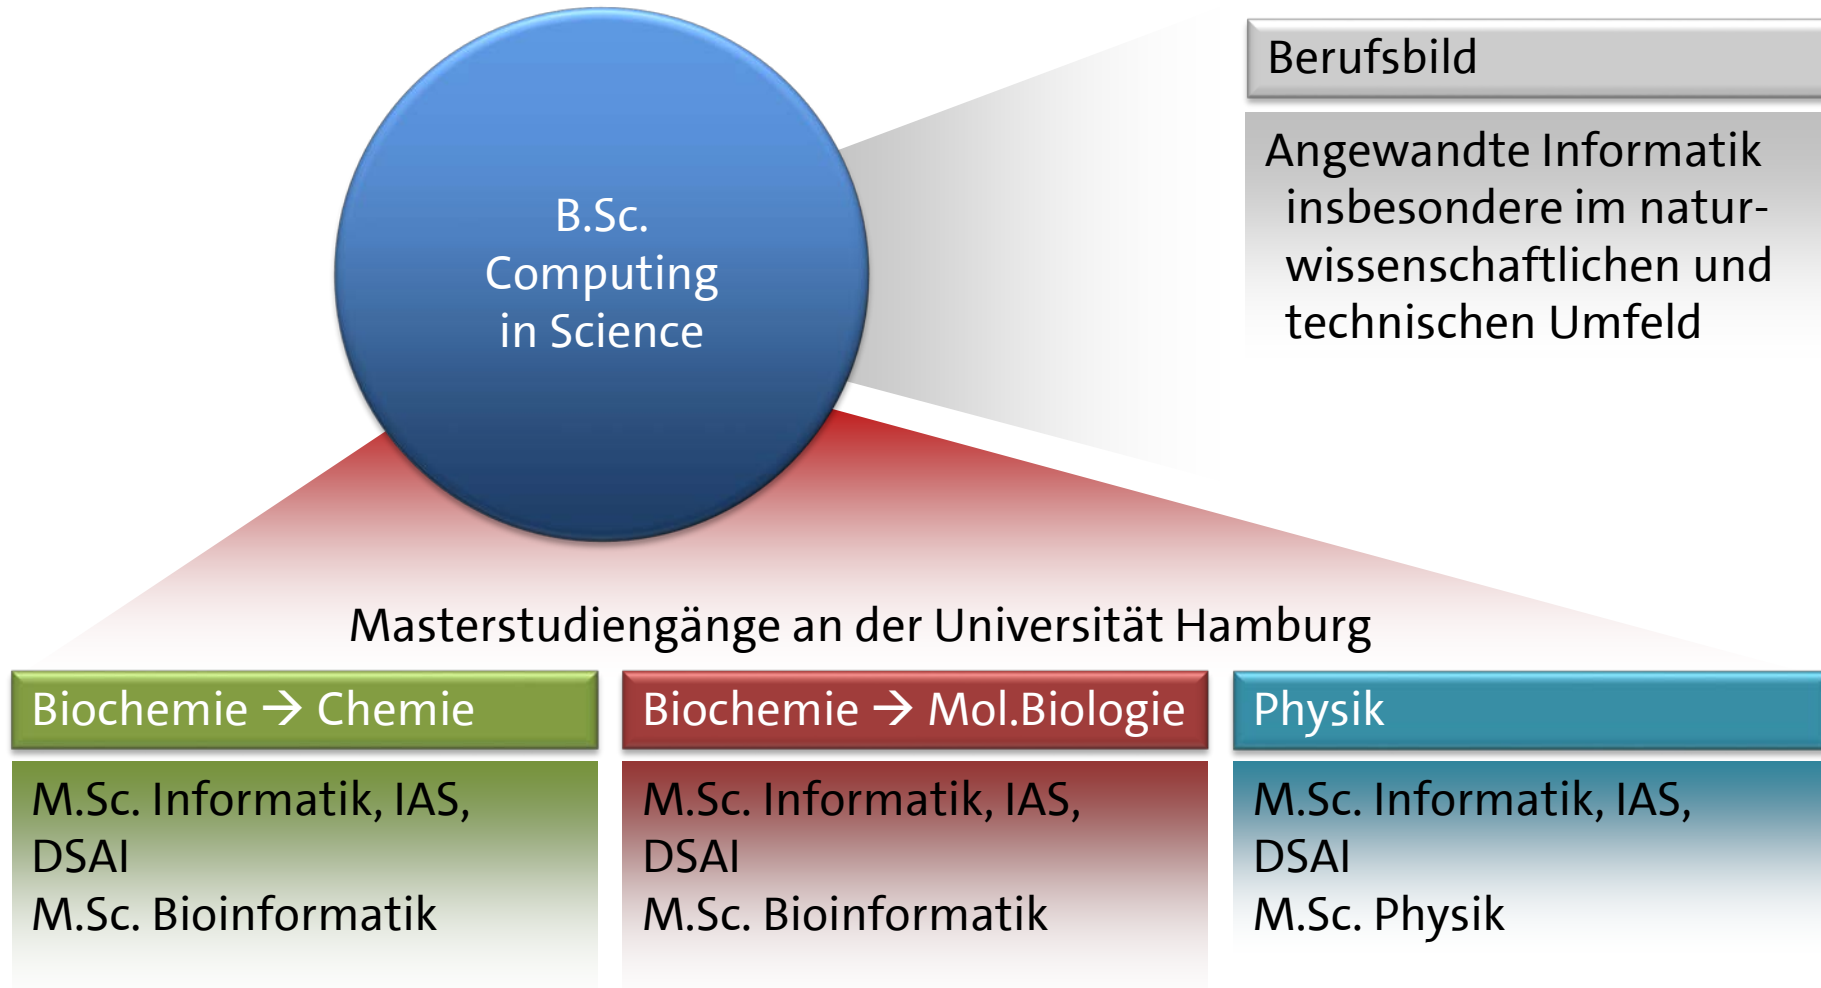 B.Sc.
Computing
in Science
Berufsbild
Angewandte Informatik
insbesondere im natur-
wissenschaftlichen und
technischen Umfeld
Masterstudiengänge an der Universität Hamburg
Biochemie → Chemie
M.Sc. Informatik, IAS,
DSAI
M.Sc. Bioinformatik
Biochemie → Mol.Biologie
M.Sc. Informatik, IAS,
DSAI
M.Sc. Bioinformatik
Physik
M.Sc. Informatik, IAS,
DSAI
M.Sc. Physik